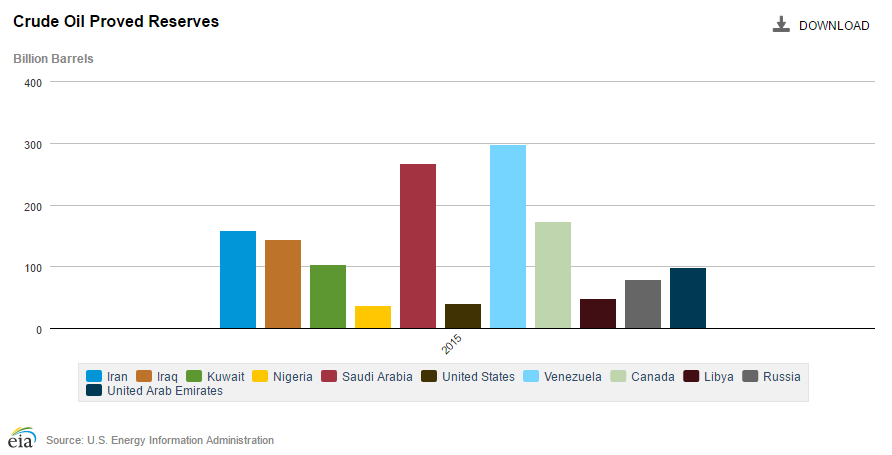 Crude Oil Proved Reserves
DOWNLOAD
Billion Barrels
400
300
200
100
0
2015
Iran Iraq Kuwait Nigeria Saudi Arabia United States Venezuela Canada Libya Russia
United Arab Emirates
eia Source: U.S. Energy Information Administration